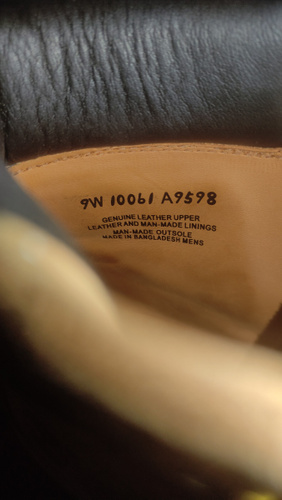 9W 10061 A9598
GENUINE LEATHER UPPER
LEATHER AND MAN-MADE LININGS
MAN-MADE OUTSOLE
MADE IN BANGLADESH MENS